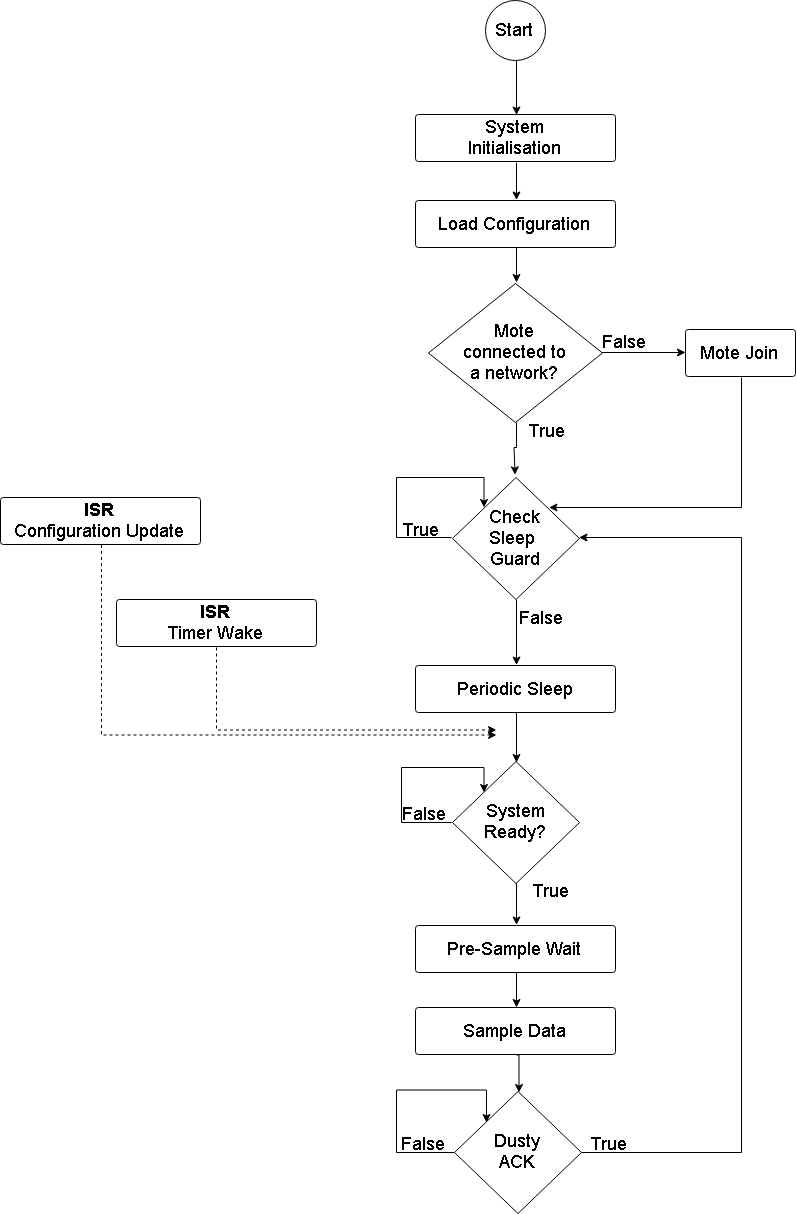 Start
System
Initialisation
Load Configuration
Mote
connected to
a network?
False
Mote Join
True
ISR
Configuration Update
True
Check
Sleep
Guard
ISR
Timer Wake
False
Periodic Sleep
False
System
Ready?
True
Pre-Sample Wait
Sample Data
False
Dusty
ACK
True